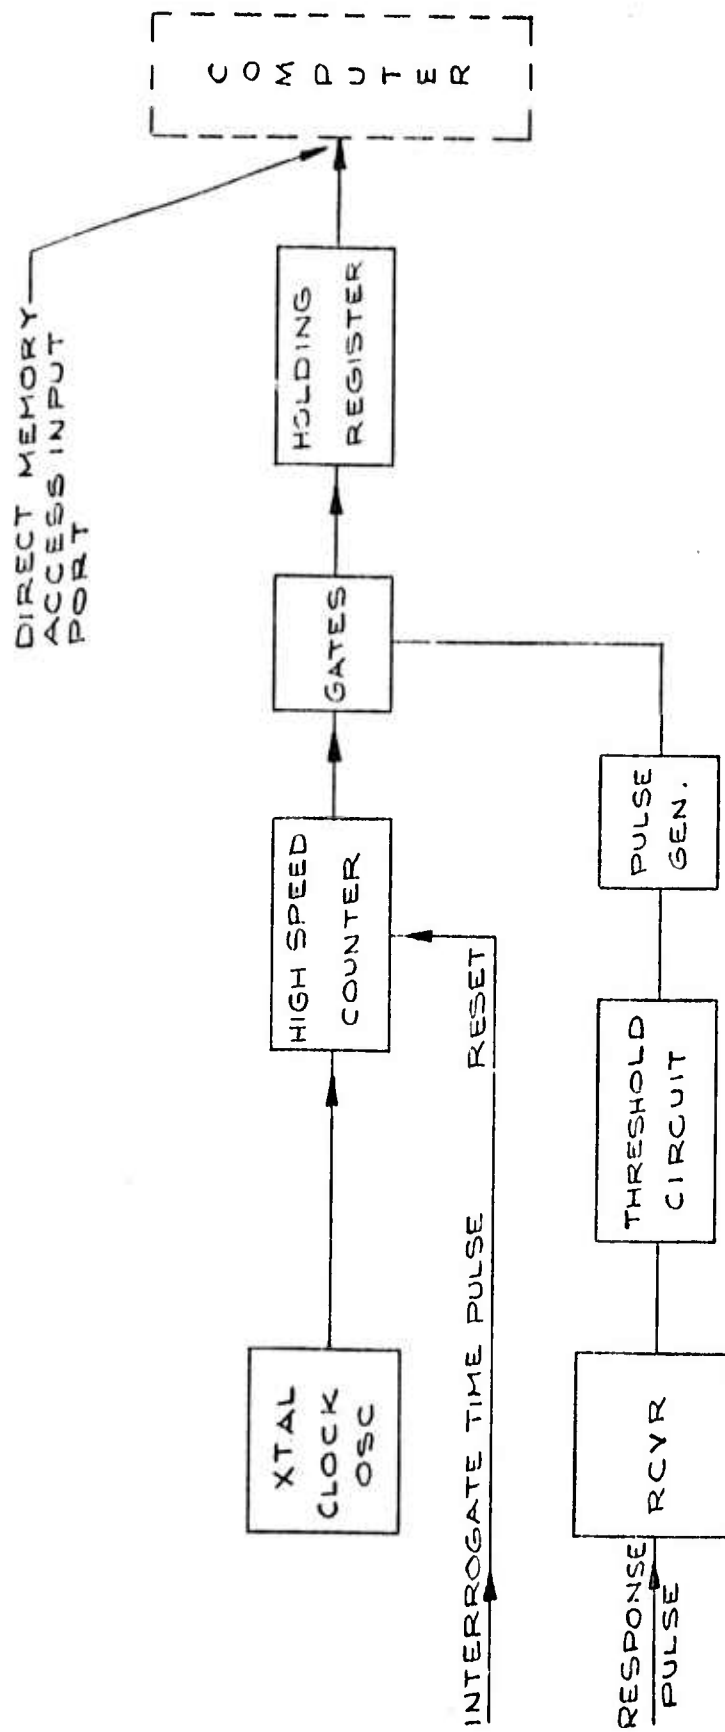 DIRECT MEMORY
ACCESS INPUT
PORT
COMPUTER
XTAL
CLOCK
OSC
HIGH SPEED
COUNTER
GATES
HOLDING
REGISTER
INTERROGATE TIME PULSE
RESET
RESPONSE
PULSE
RCVR
THRESHOLD
CIRCUIT
PULSE
GEN.